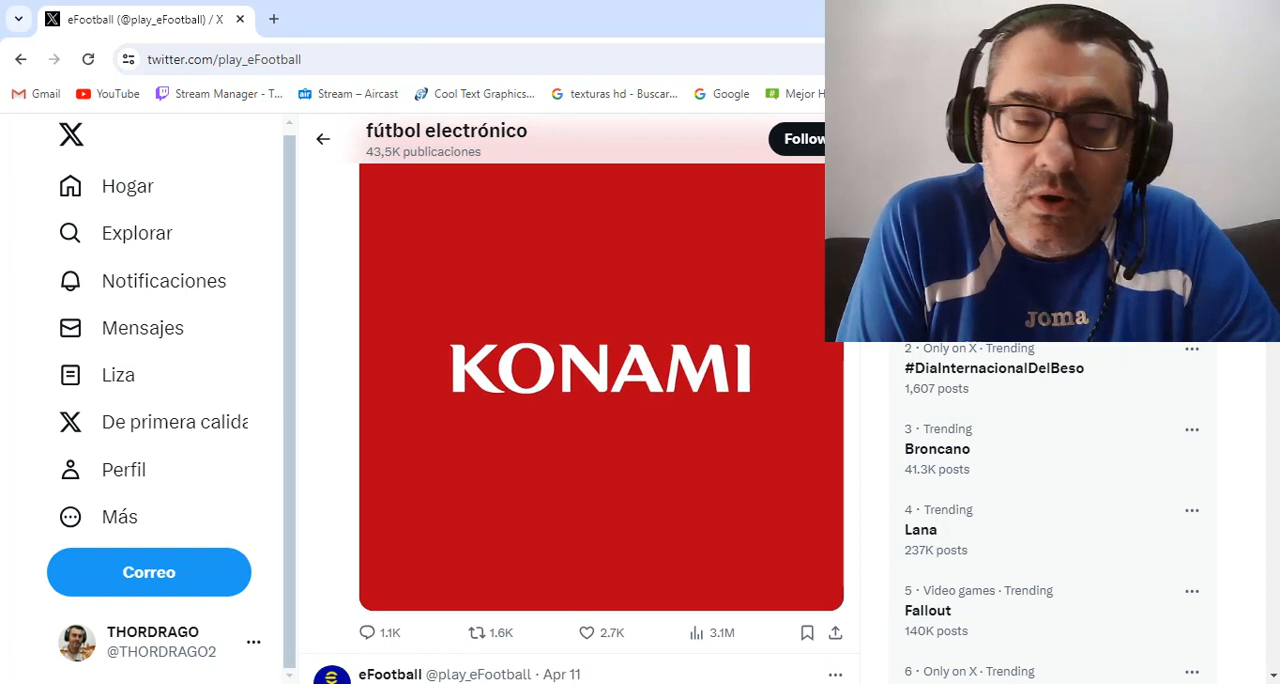 eFootball (@play_eFootball) / X
twitter.com/play_eFootball
Gmail
YouTube
Stream Manager - T...
Stream – Aircast
Cool Text Graphics...
texturas hd - Buscar...
Google
Mejor H
Hogar
Explorar
Notificaciones
Mensajes
Liza
De primera calida
Perfil
Más
Correo
THORDRAGO
@THORDRAGO2
fútbol electrónico
43,5K publicaciones
Follow
KONAMI
1.1K
1.6K
2.7K
3.1M
eFootball @play_eFootball · Apr 11
Joma
2 · Only on X · Trending
#DiaInternacionalDelBeso
1,607 posts
3 · Trending
Broncano
41.3K posts
4 · Trending
Lana
237K posts
5 · Video games · Trending
Fallout
140K posts
6 · Only on X · Trending